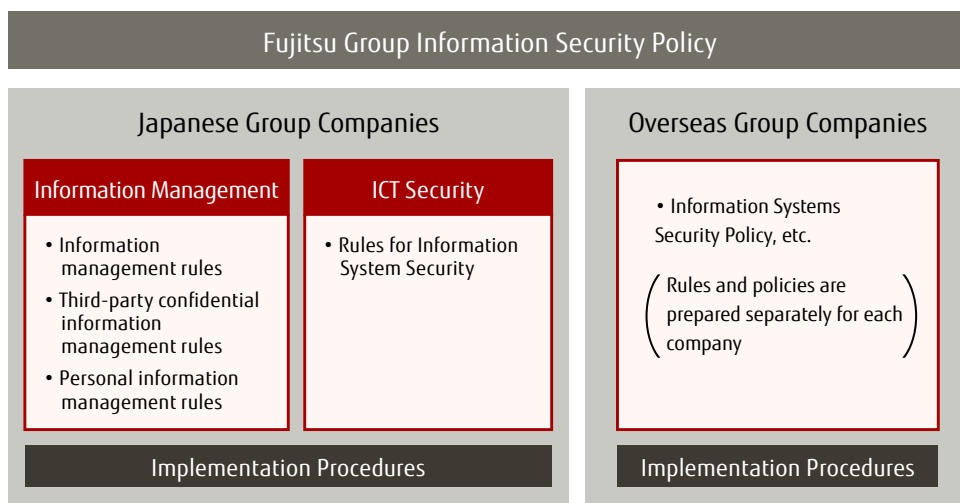 Fujitsu Group Information Security Policy
Japanese Group Companies
Information Management
• Information
management rules
• Third-party confidential
information
management rules
• Personal information
management rules
ICT Security
• Rules for Information
System Security
Implementation Procedures
Overseas Group Companies
• Information Systems
Security Policy, etc.
(Rules and policies are
prepared separately for each
company)
Implementation Procedures